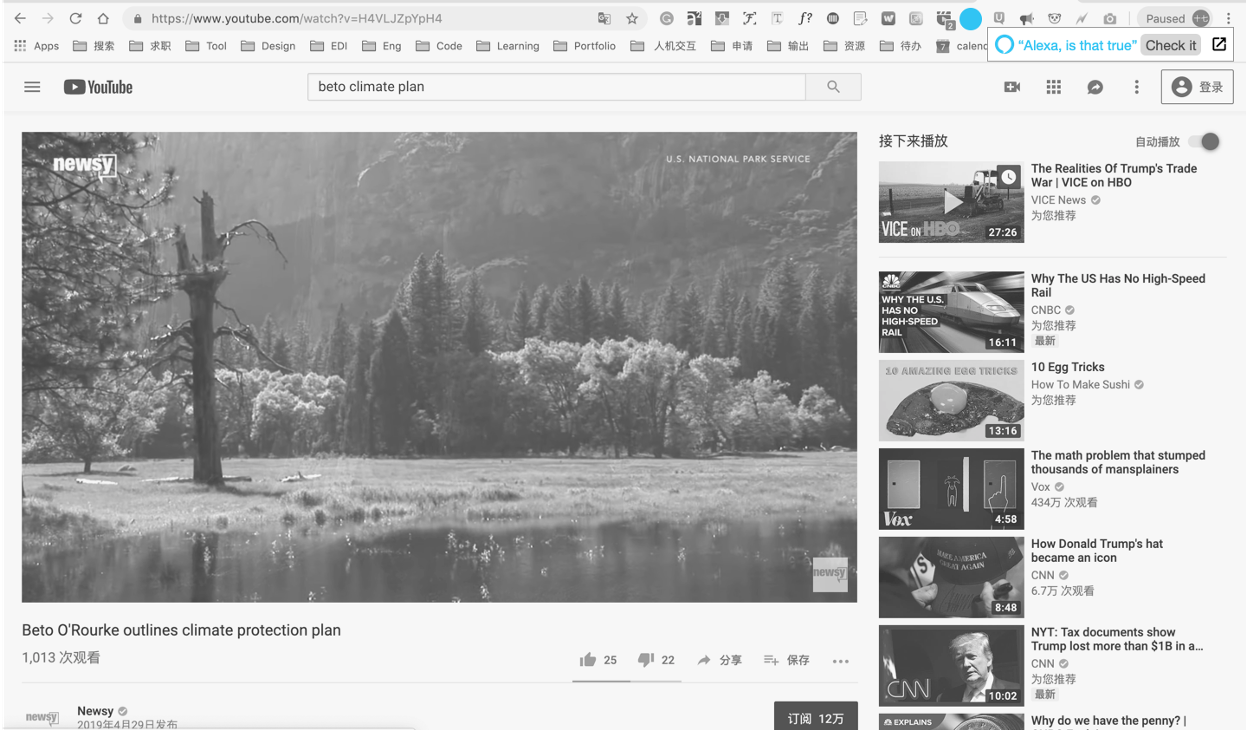 https://www.youtube.com/watch?v=H4VLJZpYpH4
Paused
Apps 搜索 求职 Tool Design EDI Eng Code Learning Portfolio 人机交互 申请 输出 资源 待办 calend
"Alexa, is that true" Check it
YouTube
beto climate plan
登录
newsy
U.S. NATIONAL PARK SERVICE
newsy
Beto O'Rourke outlines climate protection plan
1,013 次观看
25 22 分享 保存
newsy
Newsy
2019年4月29日发布
订阅 12万
接下来播放
自动播放
VICE ON HBO
27:26
The Realities Of Trump's Trade
War | VICE on HBO
VICE News
为您推荐
CNBC
WHY THE U.S.
HAS NO
HIGH-SPEED
RAIL
16:11
Why The US Has No High-Speed
Rail
CNBC
为您推荐
最新
10 AMAZING EGG TRICKS
13:16
10 Egg Tricks
How To Make Sushi
为您推荐
Vox
4:58
The math problem that stumped
thousands of mansplainers
Vox
434万 次观看
MAKE AMERICA
GREAT AGAIN
8:48
How Donald Trump's hat
became an icon
CNN
6.7万 次观看
CNN
10:02
NYT: Tax documents show
Trump lost more than $1B in a...
CNN
为您推荐
最新
EXPLAINS
Why do we have the penny? |